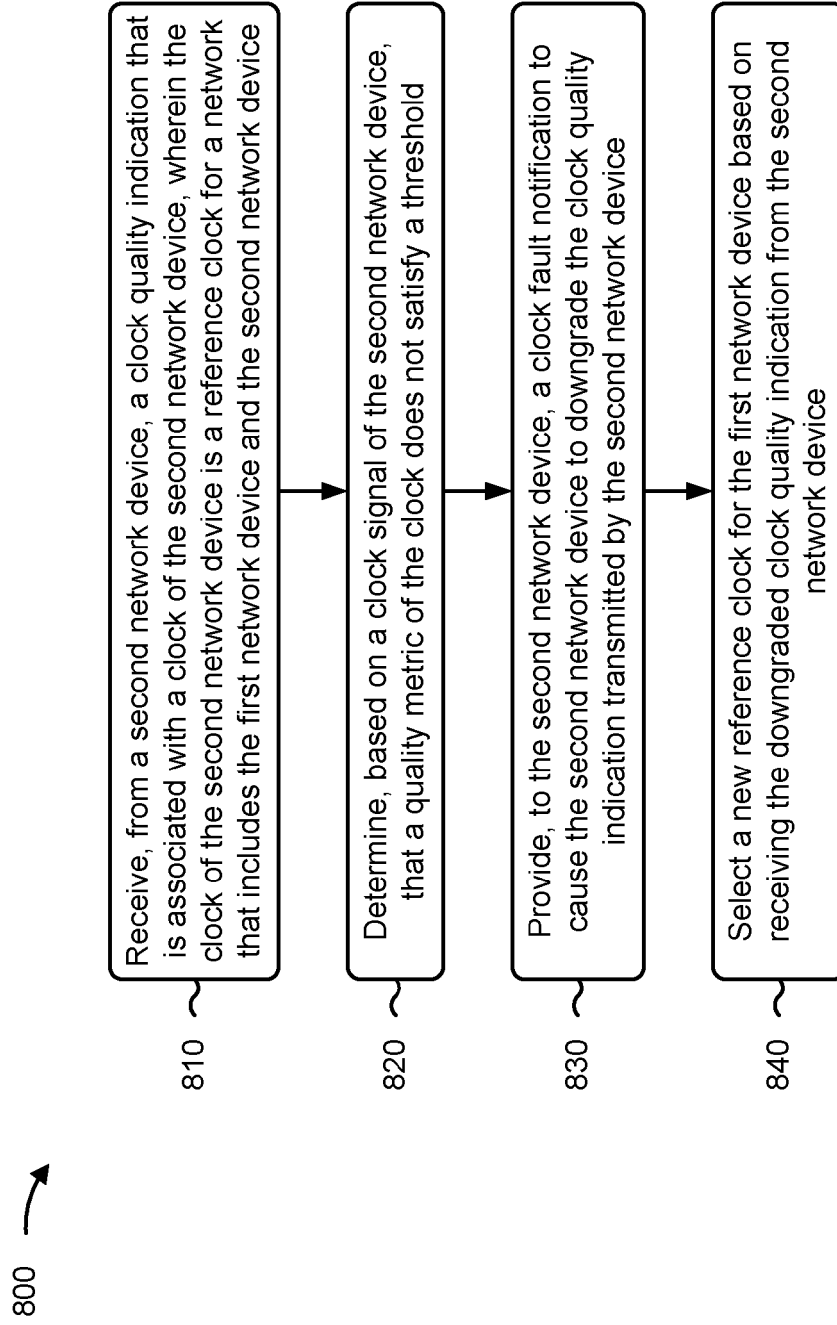 800
810
Receive, from a second network device, a clock quality indication that
is associated with a clock of the second network device, wherein the
clock of the second network device is a reference clock for a network
that includes the first network device and the second network device
820
Determine, based on a clock signal of the second network device,
that a quality metric of the clock does not satisfy a threshold
830
Provide, to the second network device, a clock fault notification to
cause the second network device to downgrade the clock quality
indication transmitted by the second network device
840
Select a new reference clock for the first network device based on
receiving the downgraded clock quality indication from the second
network device